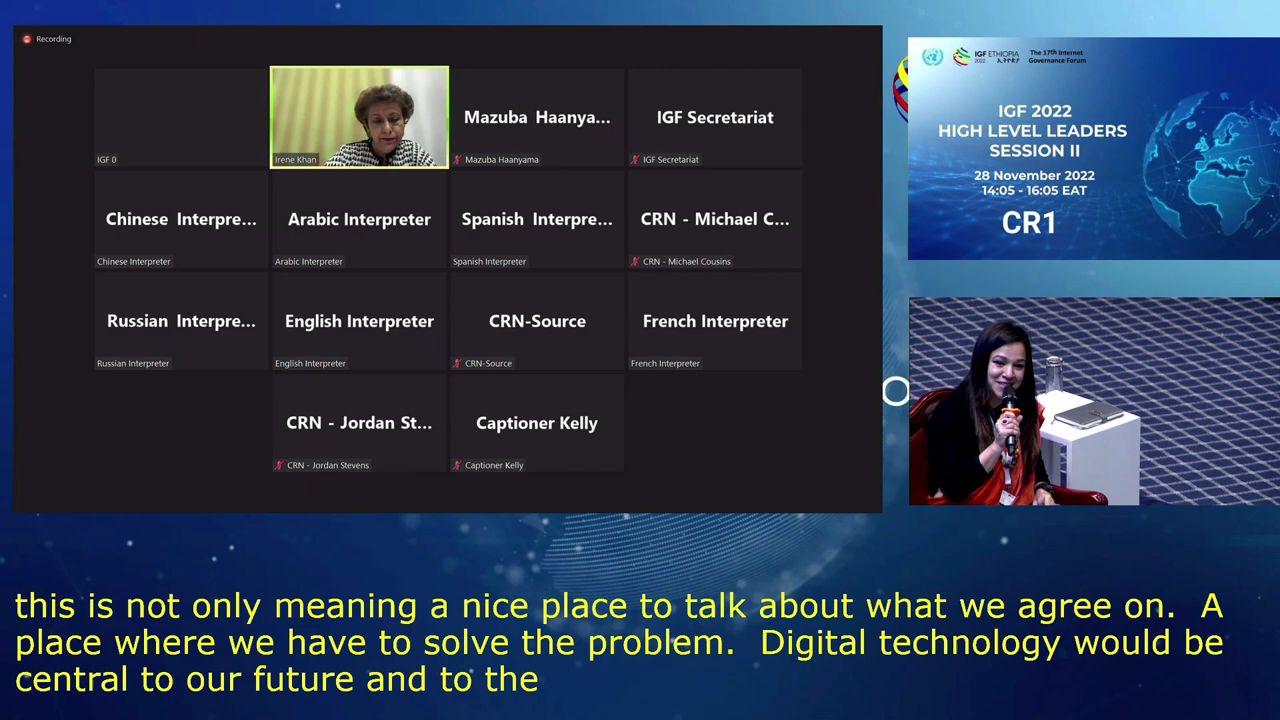 Recording
IGF 0
Irene Khan
Mazuba Haanya...
Mazuba Haanyama
IGF Secretariat
IGF Secretariat
Chinese Interpre...
Chinese Interpreter
Arabic Interpreter
Arabic Interpreter
Spanish Interpre...
Spanish Interpreter
CRN - Michael C...
CRN - Michael Cousins
Russian Interpre...
Russian Interpreter
English Interpreter
English Interpreter
CRN-Source
CRN-Source
French Interpreter
French Interpreter
CRN - Jordan St...
CRN - Jordan Stevens
Captioner Kelly
Captioner Kelly
IGF ETHIOPIA
2022 ኢትዮጵያ
The 17th Internet
Governance Forum
IGF 2022
HIGH LEVEL LEADERS
SESSION II
28 November 2022
14:05 - 16:05 EAT
CR1
this is not only meaning a nice place to talk about what we agree on. A
place where we have to solve the problem. Digital technology would be
central to our future and to the